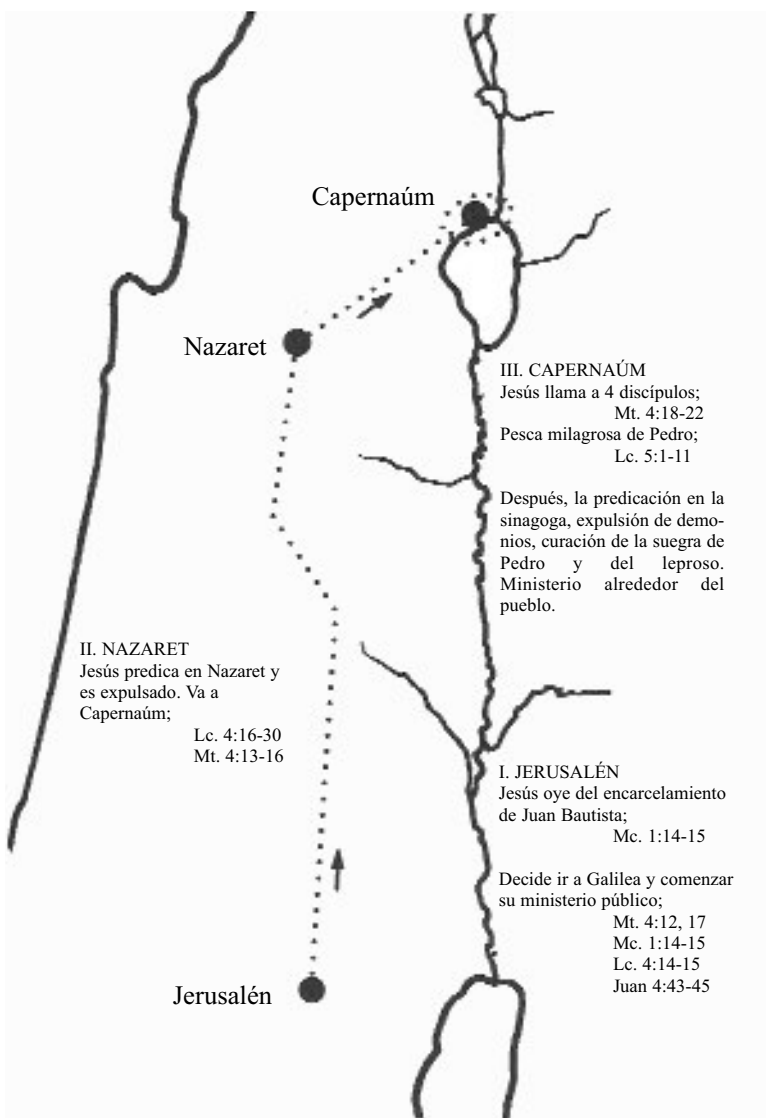 Capernaúm
Nazaret
III. CAPERNAÚM
Jesús llama a 4 discípulos;
Mt. 4:18-22
Pesca milagrosa de Pedro;
Lc. 5:1-11
Después, la predicación en la
sinagoga, expulsión de demo-
nios, curación de la suegra de
Pedro y del leproso.
Ministerio alrededor del
pueblo.
II. NAZARET
Jesús predica en Nazaret y
es expulsado. Va a
Capernaúm;
Lc. 4:16-30
Mt. 4:13-16
I. JERUSALÉN
Jesús oye del encarcelamiento
de Juan Bautista;
Mc. 1:14-15
Decide ir a Galilea y comenzar
su ministerio público;
Mt. 4:12, 17
Mc. 1:14-15
Lc. 4:14-15
Juan 4:43-45
Jerusalén